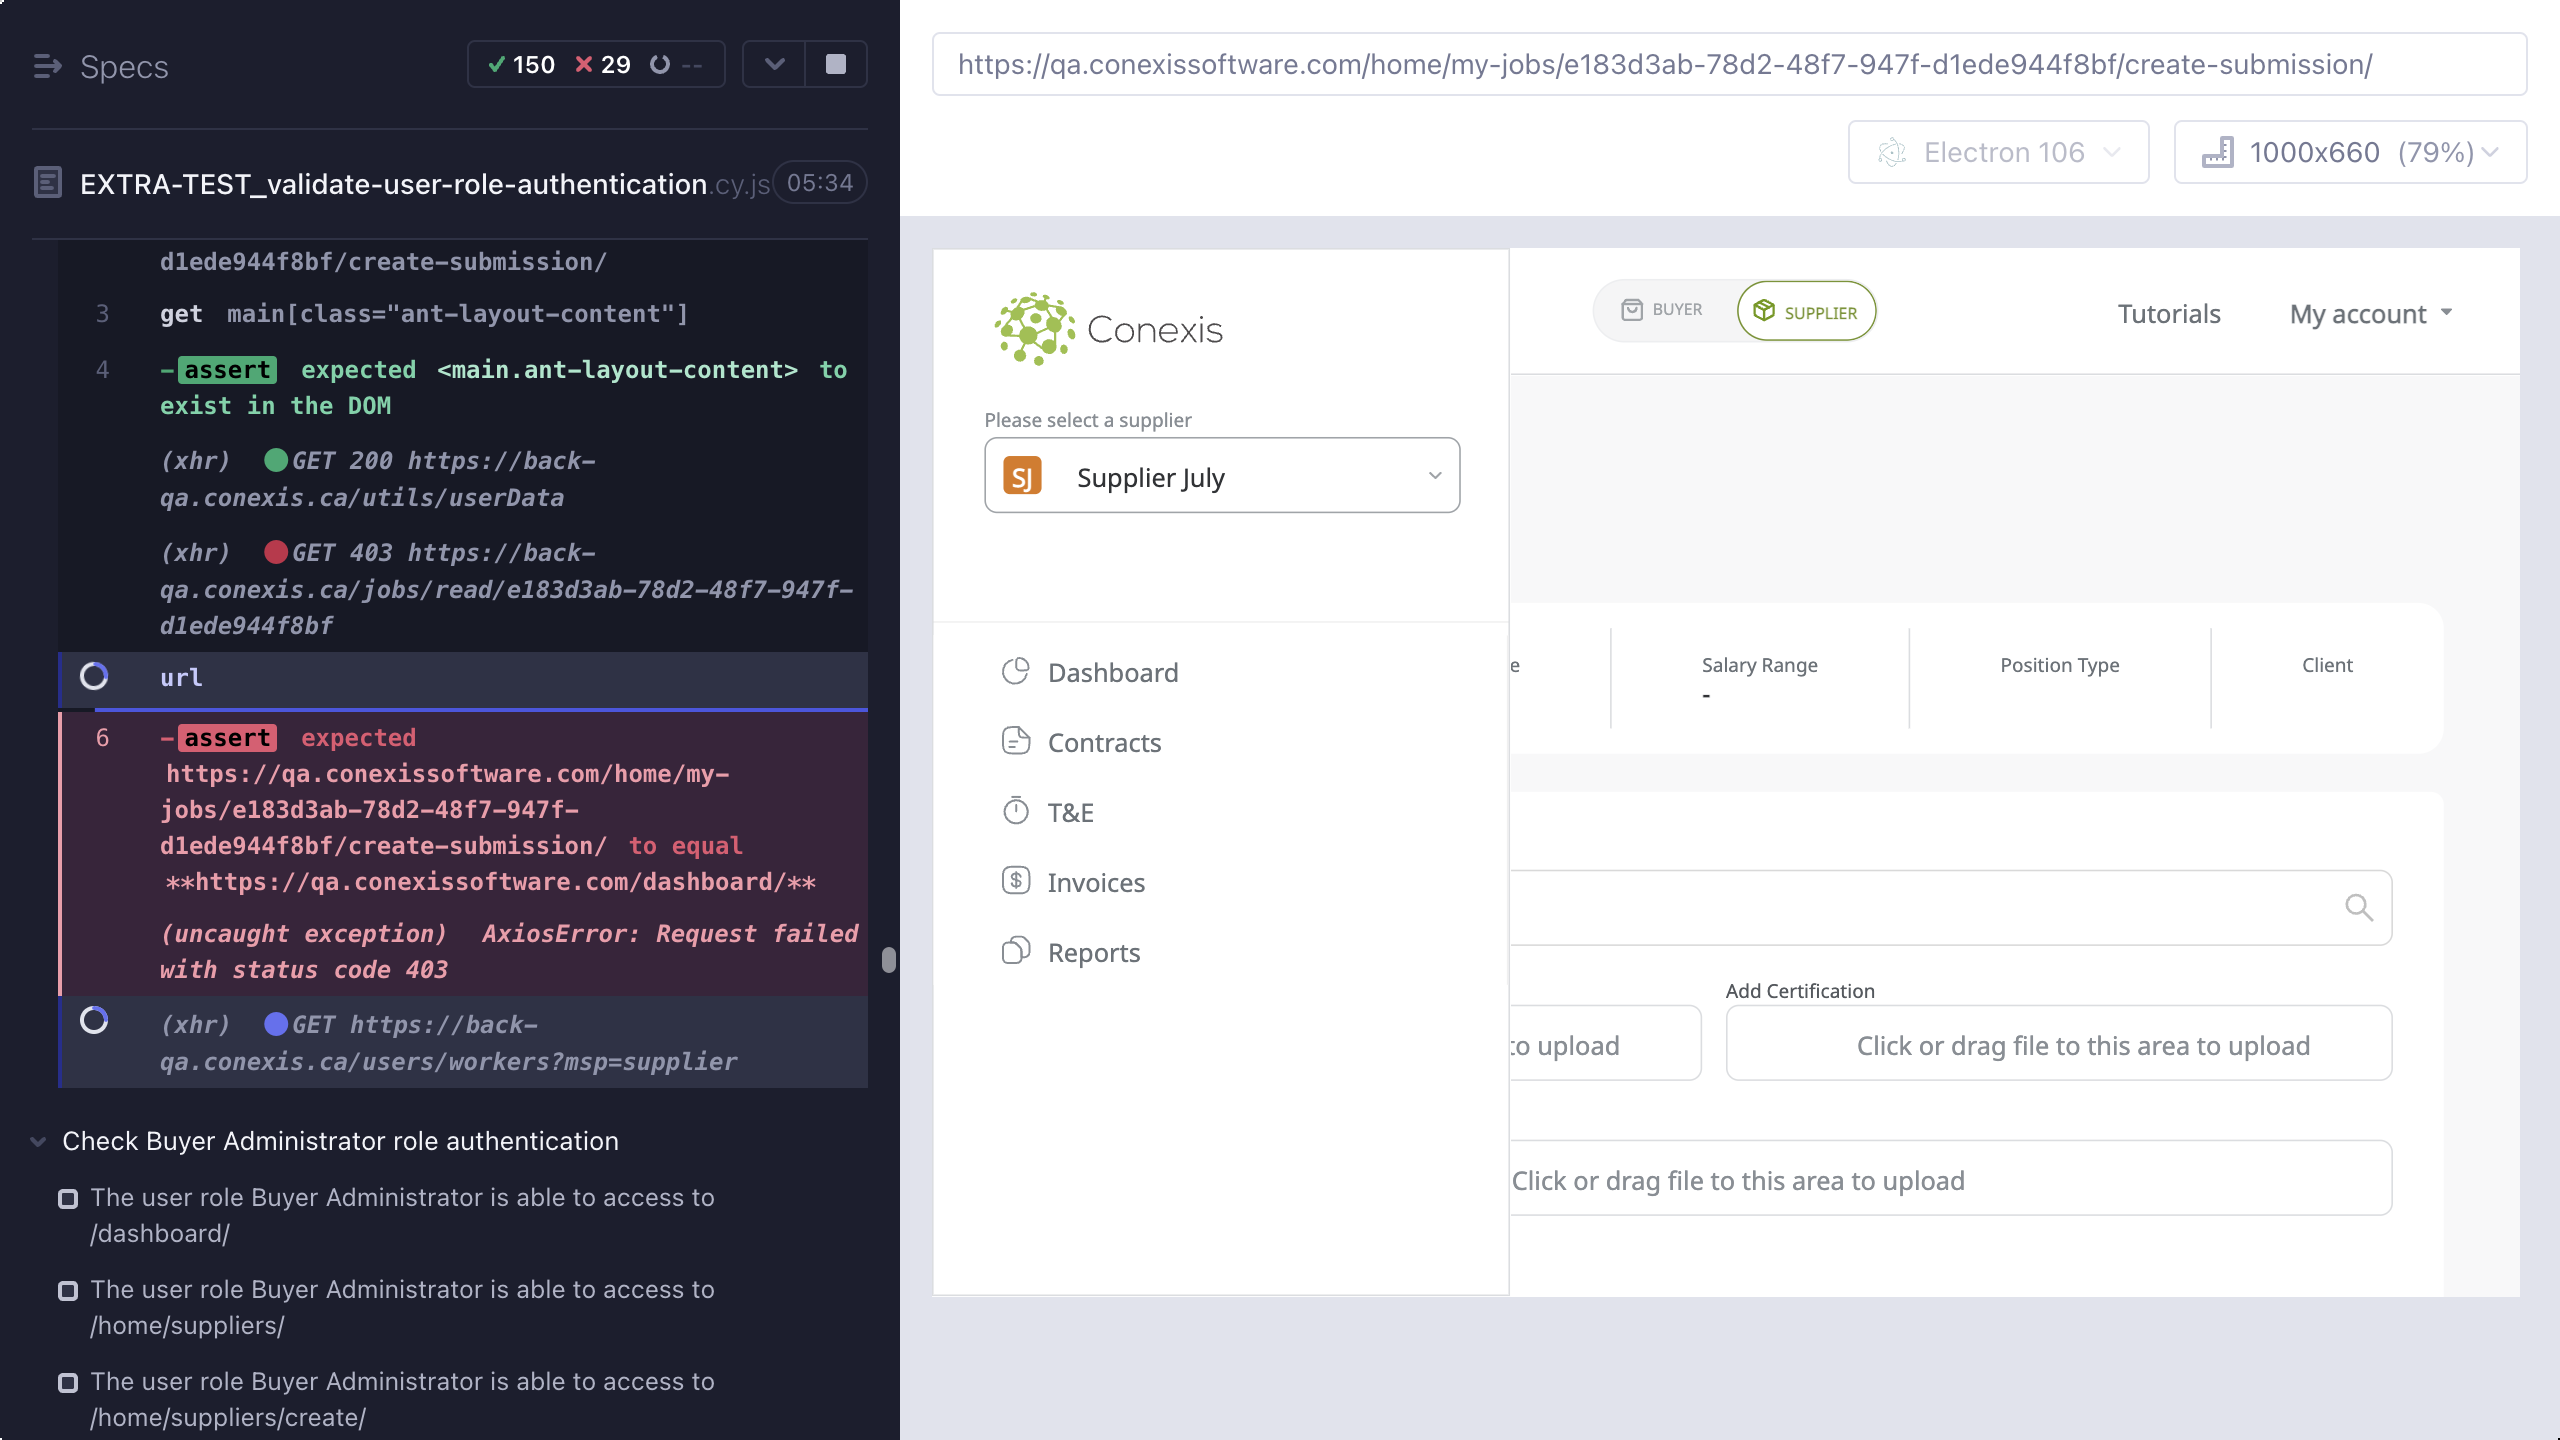 Specs
150
29
--
EXTRA-TEST_validate-user-role-authentication.cy.js
05:34
d1ede944f8bf/create-submission/
3 get main[class="ant-layout-content"]
4 -assert expected <main.ant-layout-content> to
exist in the DOM
(xhr) GET 200 https://back-
qa.conexis.ca/utils/userData
(xhr) GET 403 https://back-
qa.conexis.ca/jobs/read/e183d3ab-78d2-48f7-947f-
d1ede944f8bf
url
6 -assert expected
https://qa.conexissoftware.com/home/my-
jobs/e183d3ab-78d2-48f7-947f-
d1ede944f8bf/create-submission/ to equal
**https://qa.conexissoftware.com/dashboard/**
(uncaught exception) AxiosError: Request failed
with status code 403
(xhr) GET https://back-
qa.conexis.ca/users/workers?msp=supplier
Check Buyer Administrator role authentication
The user role Buyer Administrator is able to access to
/dashboard/
The user role Buyer Administrator is able to access to
/home/suppliers/
The user role Buyer Administrator is able to access to
/home/suppliers/create/
https://qa.conexissoftware.com/home/my-jobs/e183d3ab-78d2-48f7-947f-d1ede944f8bf/create-submission/
Electron 106
1000x660 (79%)
Conexis
BUYER
SUPPLIER
Tutorials
My account
Please select a supplier
SJ Supplier July
Dashboard
Contracts
T&E
Invoices
Reports
e
Salary Range
-
Position Type
Client
Add Certification
to upload
Click or drag file to this area to upload
Click or drag file to this area to upload